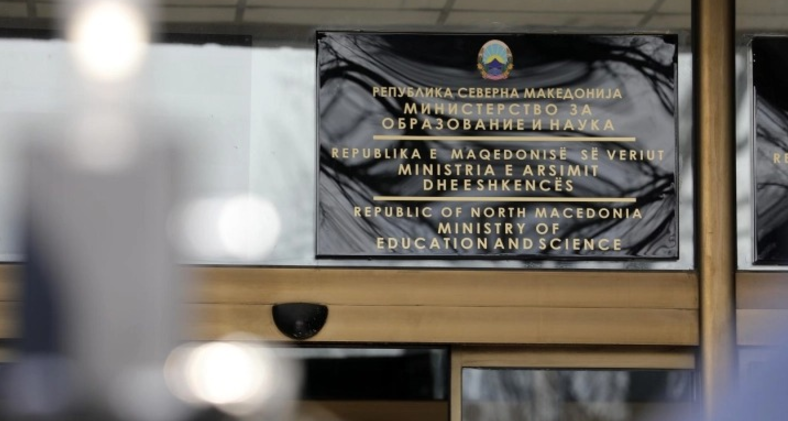 РЕПУБЛИКА СЕВЕРНА МАКЕДОНИЈА
МИНИСТЕРСТВО ЗА
ОБРАЗОВАНИЕ И НАУКА
REPUBLIKA E MAQEDONISË SË VERIUT
MINISTRIA E ARSIMIT
DHE E SHKENCËS
REPUBLIC OF NORTH MACEDONIA
MINISTRY OF
EDUCATION AND SCIENCE